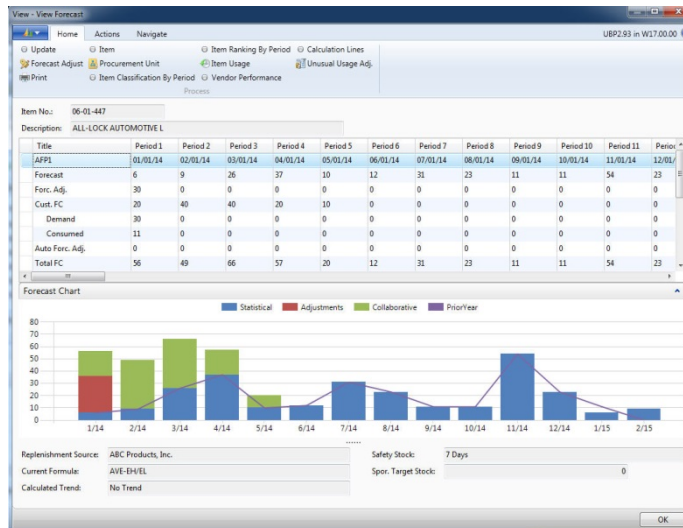 View - View Forecast
Home Actions Navigate UBP2.93 in W17.00.00
Update Item Item Ranking By Period Calculation Lines
Forecast Adjust Procurement Unit Item Usage Unusual Usage Adj.
Print Item Classification By Period Vendor Performance
Process
Item No.: 06-01-447
Description: ALL-LOCK AUTOMOTIVE L
Title Period 1 Period 2 Period 3 Period 4 Period 5 Period 6 Period 7 Period 8 Period 9 Period 10 Period 11 Perio
AFP1 01/01/14 02/01/14 03/01/14 04/01/14 05/01/14 06/01/14 07/01/14 08/01/14 09/01/14 10/01/14 11/01/14 12/01/
Forecast 6 9 26 37 10 12 31 23 11 11 54 23
Forc. Adj. 30 0 0 0 0 0 0 0 0 0 0 0
Cust. FC 20 40 40 20 10 0 0 0 0 0 0 0
Demand 30 0 0 0 0 0 0 0 0 0 0 0
Consumed 11 0 0 0 0 0 0 0 0 0 0 0
Auto Forc. Adj. 0 0 0 0 0 0 0 0 0 0 0 0
Total FC 56 49 66 57 20 12 31 23 11 11 54 23
Forecast Chart
Statistical Adjustments Collaborative PriorYear
80
70
60
50
40
30
20
10
0
1/14 2/14 3/14 4/14 5/14 6/14 7/14 8/14 9/14 10/14 11/14 12/14 1/15 2/15
Replenishment Source: ABC Products, Inc. Safety Stock: 7 Days
Current Formula: AVE-EH/EL Spor. Target Stock: 0
Calculated Trend: No Trend
OK